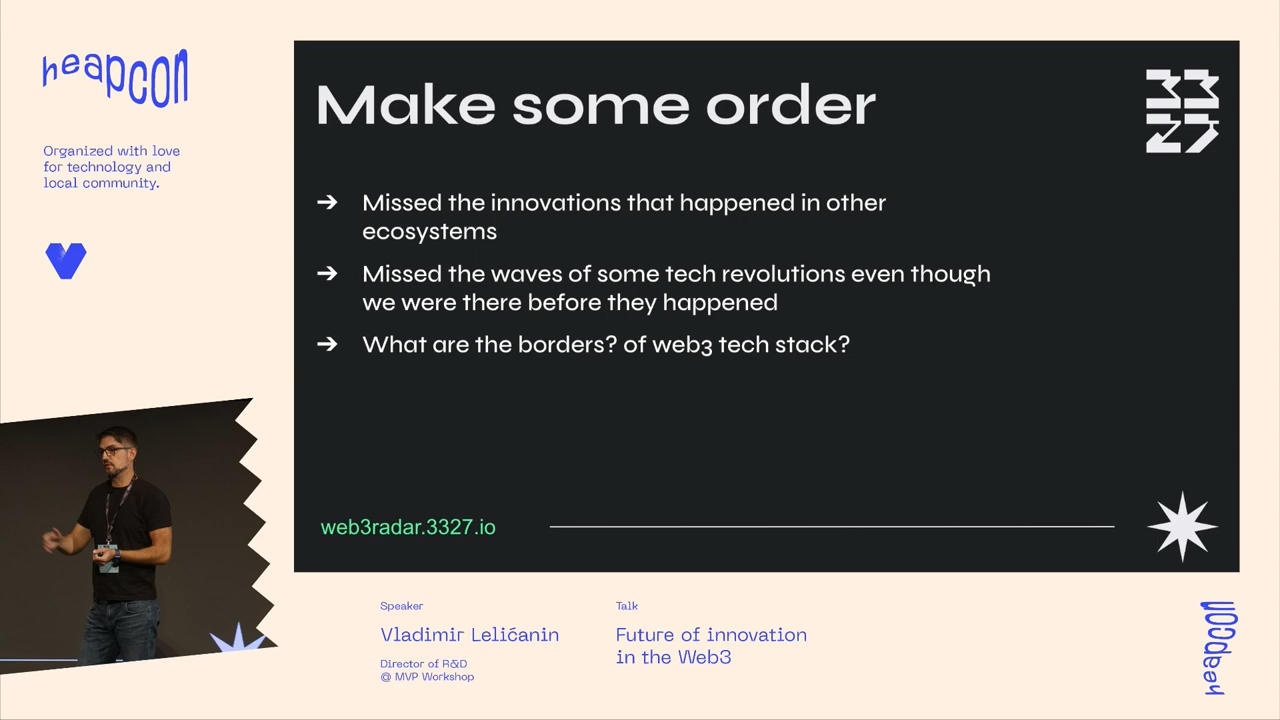 heapcon
Organized with love
for technology and
local community.
Make some order
33
27
➔ Missed the innovations that happened in other
ecosystems
➔ Missed the waves of some tech revolutions even though
we were there before they happened
➔ What are the borders? of web3 tech stack?
web3radar.3327.io
Speaker
Vladimir Leličanin
Director of R&D
@ MVP Workshop
Talk
Future of innovation
in the Web3
heapcon